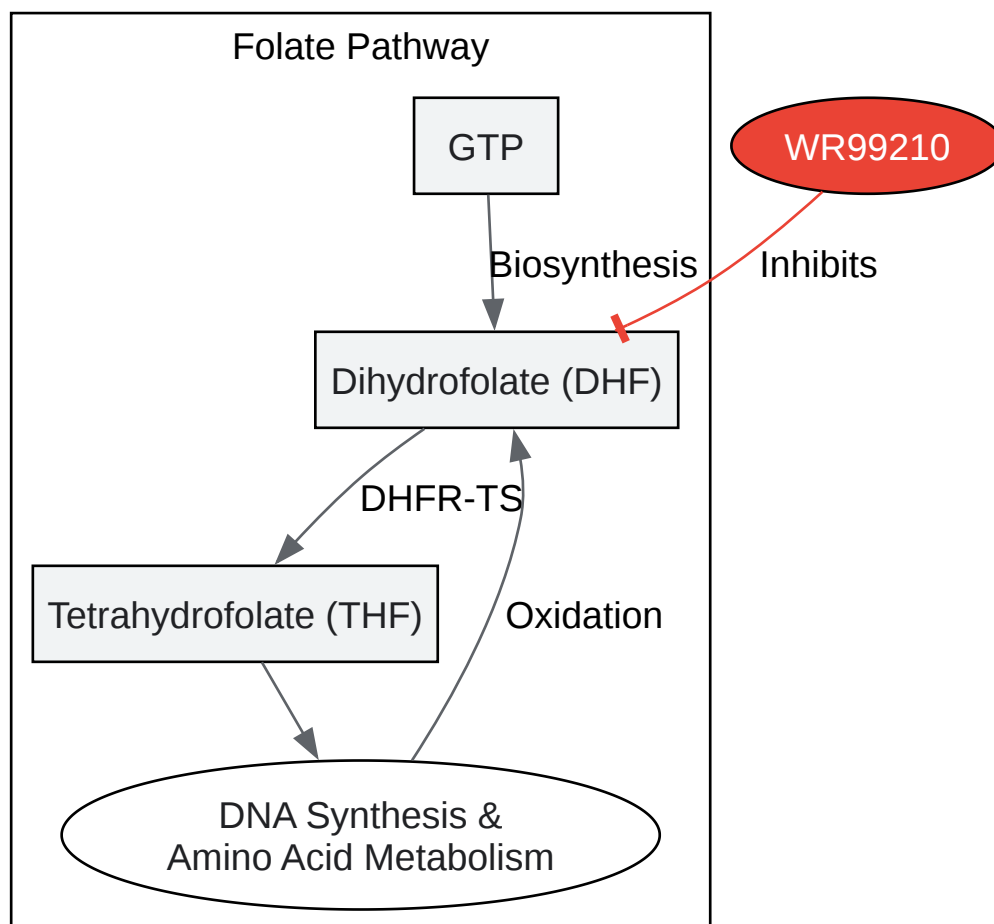 Folate Pathway
GTP
WR99210
Biosynthesis
Inhibits
Dihydrofolate (DHF)
DHFR-TS
Tetrahydrofolate (THF)
Oxidation
DNA Synthesis &
Amino Acid Metabolism